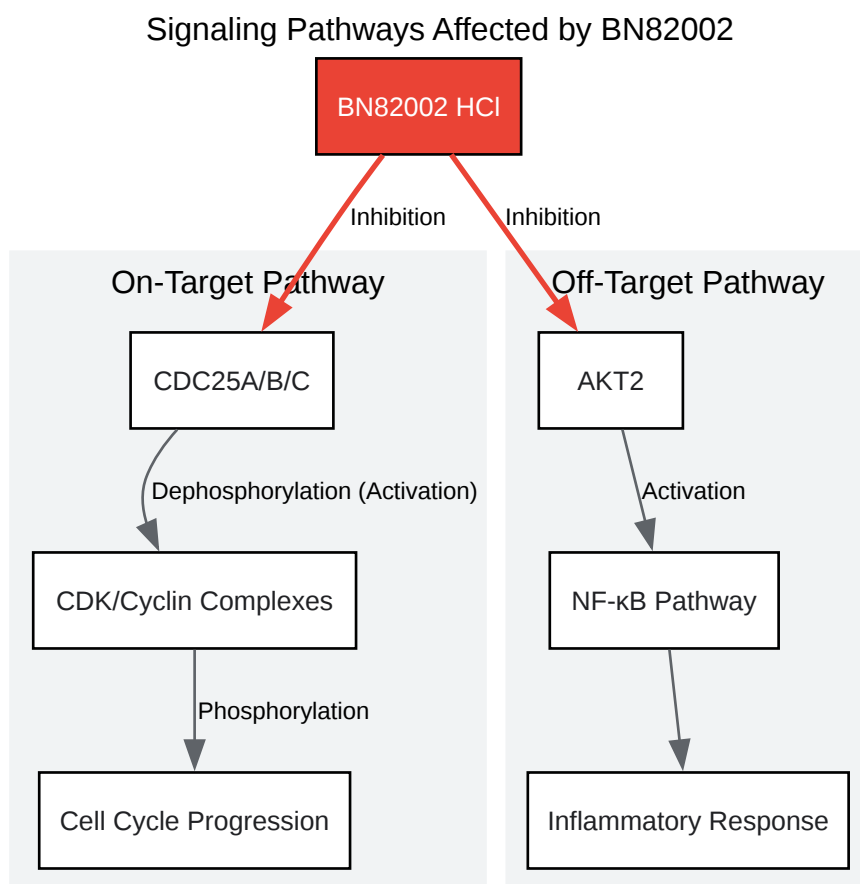 Signaling Pathways Affected by BN82002
BN82002 HCl
Inhibition
Inhibition
On-Target Pathway
CDC25A/B/C
Dephosphorylation (Activation)
CDK/Cyclin Complexes
Phosphorylation
Cell Cycle Progression
Off-Target Pathway
AKT2
Activation
NF-κB Pathway
Inflammatory Response